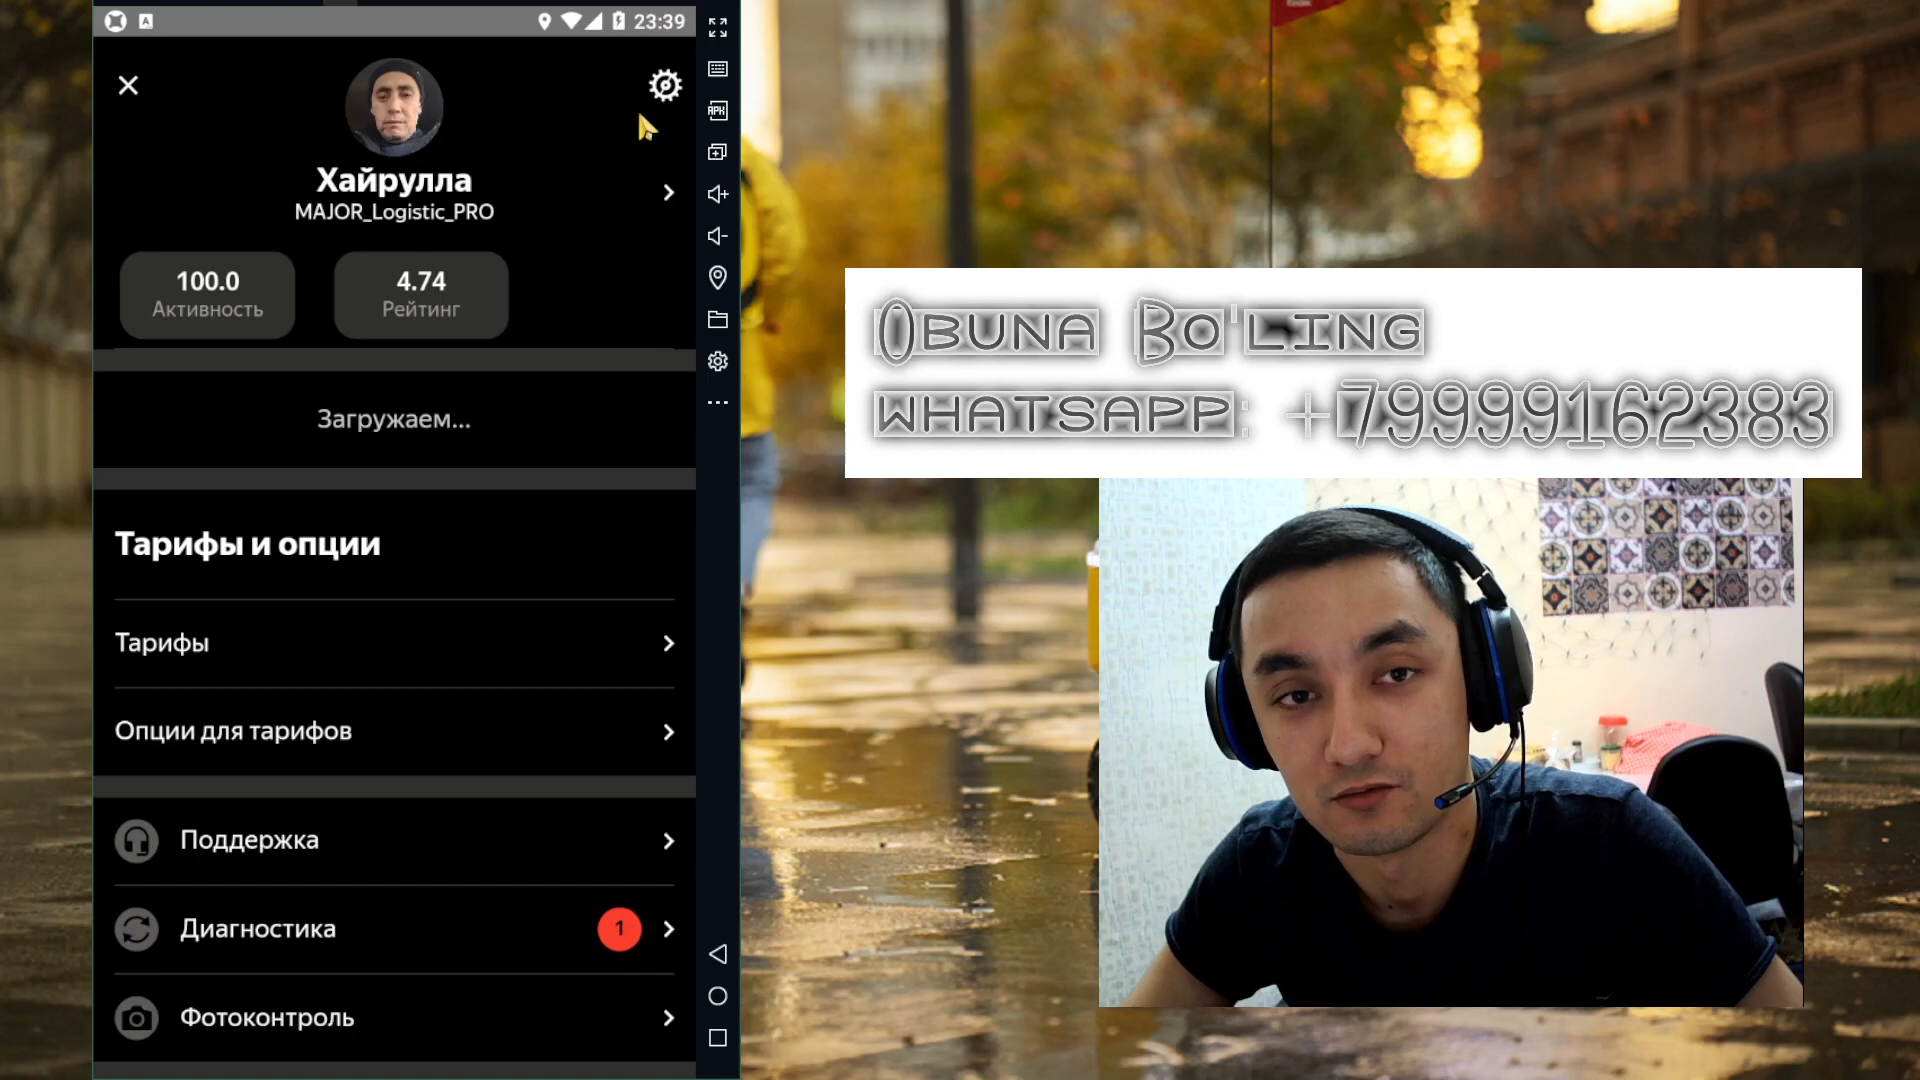 23:39
Хайрулла
MAJOR_Logistic_PRO
100.0
Активность
4.74
Рейтинг
Загружаем...
Тарифы и опции
Тарифы
Опции для тарифов
Поддержка
Диагностика
1
Фотоконтроль
APK
Obuna Bo'ling
whatsapp: +79999162383